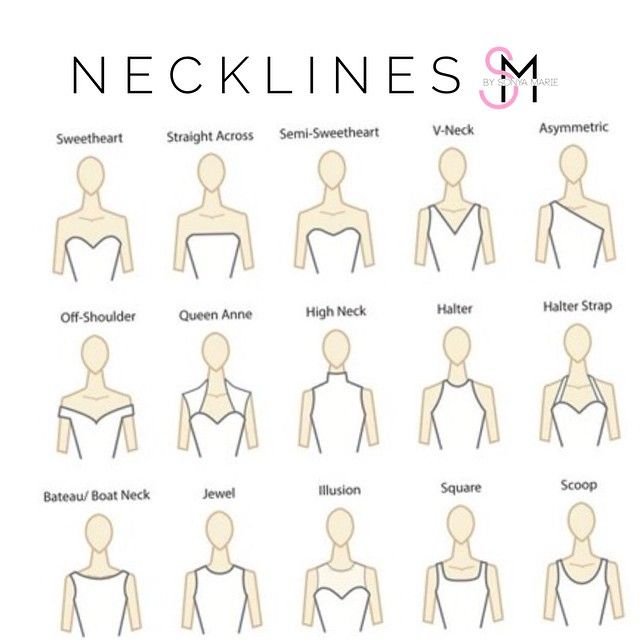 NECKLINES
SM
BY SONYA MARIE
Sweetheart
Straight Across
Semi-Sweetheart
V-Neck
Asymmetric
Off-Shoulder
Queen Anne
High Neck
Halter
Halter Strap
Bateau/ Boat Neck
Jewel
Illusion
Square
Scoop